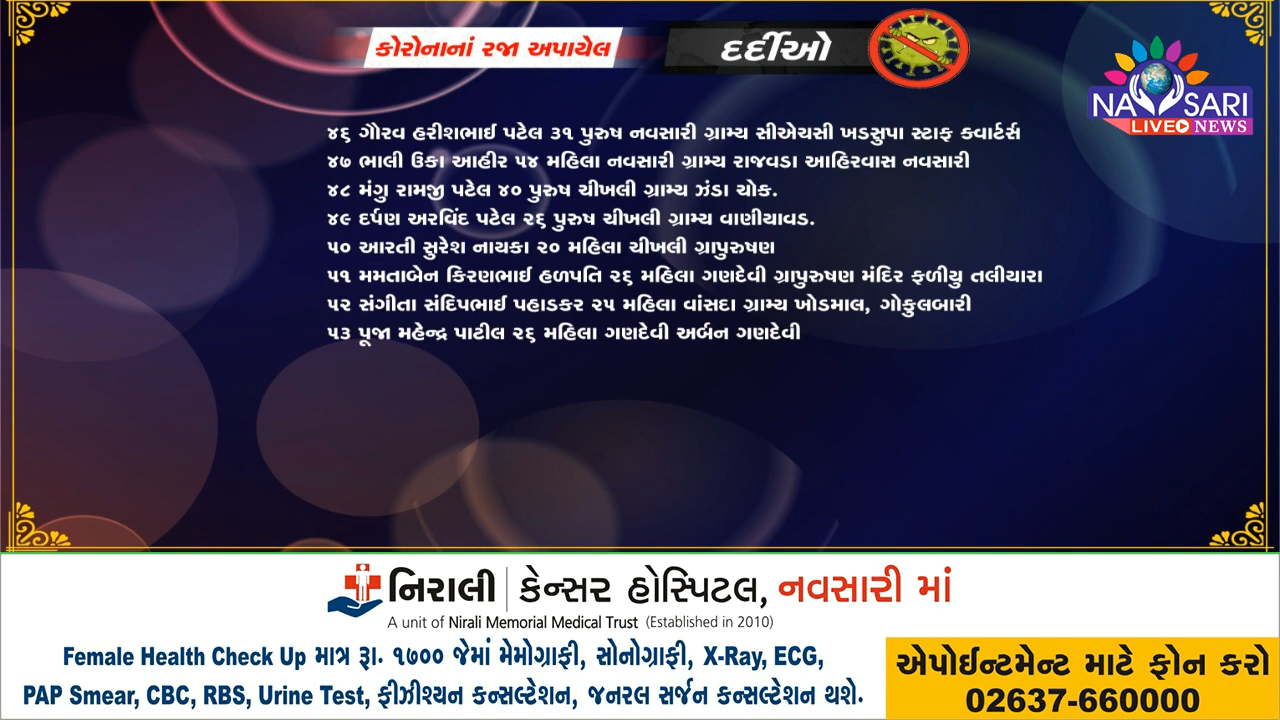 કોરોનાનાં રજા અપાયેલ દર્દીઓ
NAVSARI
LIVE NEWS
૪૬ ગૌરવ હરીશભાઈ પટેલ ૩૧ પુરુષ નવસારી ગ્રામ્ય સીએચસી ખડસુપા સ્ટાફ ક્વાર્ટર્સ
૪૭ ભાલી ઉકા આહીર ૫૪ મહિલા નવસારી ગ્રામ્ય રાજવડા આહિરવાસ નવસારી
૪૮ મંગુ રામજી પટેલ ૪૦ પુરુષ ચીખલી ગ્રામ્ય ઝંડા ચોક.
૪૯ દર્પણ અરવિંદ પટેલ ૨૬ પુરુષ ચીખલી ગ્રામ્ય વાણીયાવડ.
૫૦ આરતી સુરેશ નાયકા ૨૦ મહિલા ચીખલી ગ્રાપુરુષણ
૫૧ મમતાબેન કિરણભાઈ હળપતિ ૨૬ મહિલા ગણદેવી ગ્રાપુરુષણ મંદિર ફળીયુ તલીયારા
૫૨ સંગીતા સંદિપભાઈ પહાડકર ૨૫ મહિલા વાંસદા ગ્રામ્ય ખોડમાલ, ગોકુલબારી
૫૩ પૂજા મહેન્દ્ર પાટીલ ૨૬ મહિલા ગણદેવી અર્બન ગણદેવી
નિરાલી કેન્સર હોસ્પિટલ, નવસારી માં
A unit of Nirali Memorial Medical Trust (Established in 2010)
Female Health Check Up માત્ર રૂા. ૧૭૦૦ જેમાં મેમોગ્રાફી, સોનોગ્રાફી, X-Ray, ECG,
PAP Smear, CBC, RBS, Urine Test, ફીઝીશ્યન કન્સલ્ટેશન, જનરલ સર્જન કન્સલ્ટેશન થશે.
એપોઈન્ટમેન્ટ માટે ફોન કરો
02637-660000